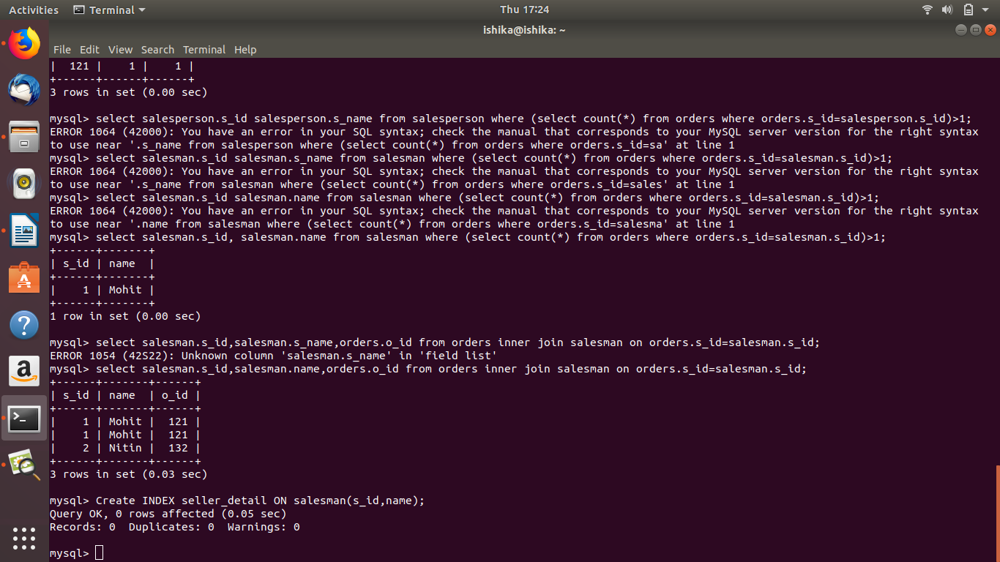 Activities Terminal Thu 17:24
ishika@ishika: ~
File Edit View Search Terminal Help
|  121 |    1 |    1 |
+------+------+------+
3 rows in set (0.00 sec)
mysql> select salesperson.s_id salesperson.s_name from salesperson where (select count(*) from orders where orders.s_id=salesperson.s_id)>1;
ERROR 1064 (42000): You have an error in your SQL syntax; check the manual that corresponds to your MySQL server version for the right syntax
to use near '.s_name from salesperson where (select count(*) from orders where orders.s_id=sa' at line 1
mysql> select salesman.s_id salesman.s_name from salesman where (select count(*) from orders where orders.s_id=salesman.s_id)>1;
ERROR 1064 (42000): You have an error in your SQL syntax; check the manual that corresponds to your MySQL server version for the right syntax
to use near '.s_name from salesman where (select count(*) from orders where orders.s_id=sales' at line 1
mysql> select salesman.s_id salesman.name from salesman where (select count(*) from orders where orders.s_id=salesman.s_id)>1;
ERROR 1064 (42000): You have an error in your SQL syntax; check the manual that corresponds to your MySQL server version for the right syntax
to use near '.name from salesman where (select count(*) from orders where orders.s_id=salesma' at line 1
mysql> select salesman.s_id, salesman.name from salesman where (select count(*) from orders where orders.s_id=salesman.s_id)>1;
+------+-------+
| s_id | name  |
+------+-------+
|    1 | Mohit |
+------+-------+
1 row in set (0.00 sec)
mysql> select salesman.s_id,salesman.s_name,orders.o_id from orders inner join salesman on orders.s_id=salesman.s_id;
ERROR 1054 (42S22): Unknown column 'salesman.s_name' in 'field list'
mysql> select salesman.s_id,salesman.name,orders.o_id from orders inner join salesman on orders.s_id=salesman.s_id;
+------+-------+------+
| s_id | name  | o_id |
+------+-------+------+
|    1 | Mohit |  121 |
|    1 | Mohit |  121 |
|    2 | Nitin |  132 |
+------+-------+------+
3 rows in set (0.03 sec)
mysql> Create INDEX seller_detail ON salesman(s_id,name);
Query OK, 0 rows affected (0.05 sec)
Records: 0  Duplicates: 0  Warnings: 0
mysql>